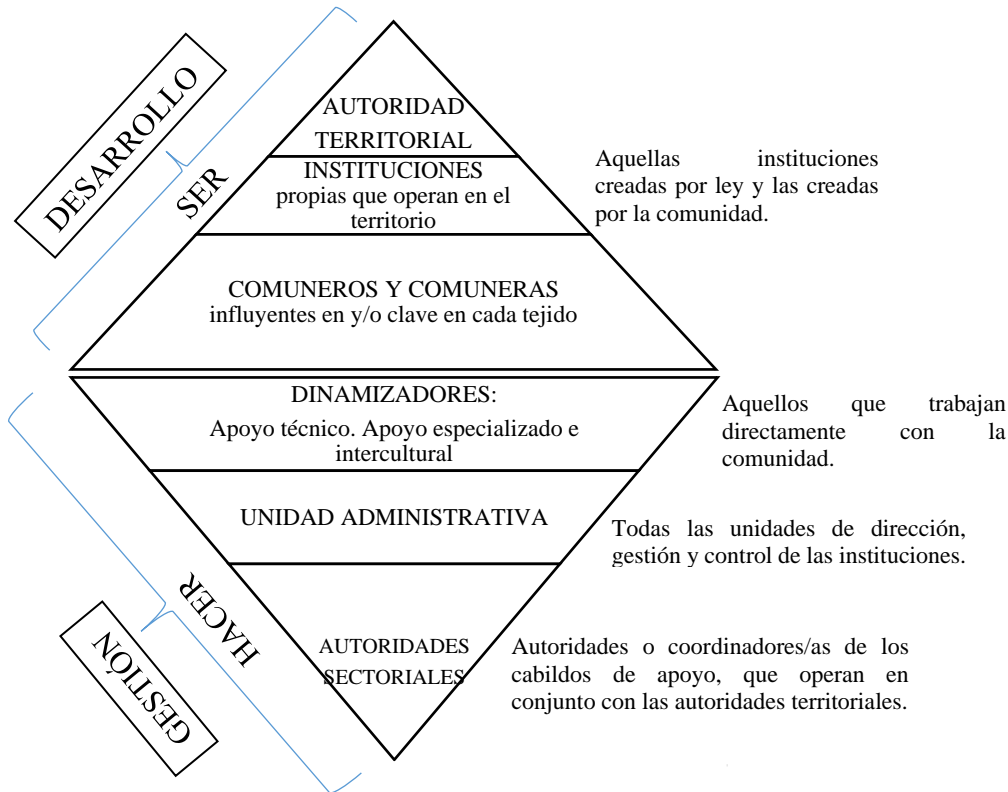 DESARROLLO
SER
AUTORIDAD
TERRITORIAL
INSTITUCIONES
propias que operan en el
territorio
Aquellas instituciones
creadas por ley y las creadas
por la comunidad.
COMUNEROS Y COMUNERAS
influyentes en y/o clave en cada tejido
DINAMIZADORES:
Apoyo técnico. Apoyo especializado e
intercultural
Aquellos que trabajan
directamente con la
comunidad.
UNIDAD ADMINISTRATIVA
Todas las unidades de dirección,
gestión y control de las instituciones.
HACER
GESTIÓN
AUTORIDADES
SECTORIALES
Autoridades o coordinadores/as de los
cabildos de apoyo, que operan en
conjunto con las autoridades territoriales.